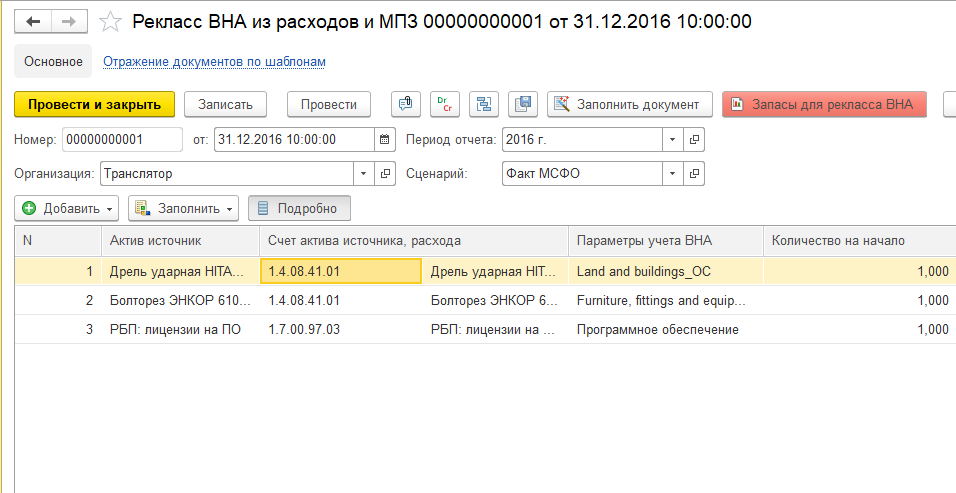 Рекласс ВНА из расходов и МПЗ 00000000001 от 31.12.2016 10:00:00
Основное Отражение документов по шаблонам
Провести и закрыть Записать Провести Dr Cr Заполнить документ Запасы для рекласса ВНА
Номер: 00000000001 от: 31.12.2016 10:00:00 Период отчета: 2016 г.
Организация: Транслятор Сценарий: Факт МСФО
Добавить Заполнить Подробно
N Актив источник Счет актива источника, расхода Параметры учета ВНА Количество на начало
1 Дрель ударная HITA... 1.4.08.41.01 Дрель ударная HIT... Land and buildings_ОС 1,000
2 Болторез ЭНКОР 610... 1.4.08.41.01 Болторез ЭНКОР 6... Furniture, fittings and equip... 1,000
3 РБП: лицензии на ПО 1.7.00.97.03 РБП: лицензии на ... Программное обеспечение 1,000